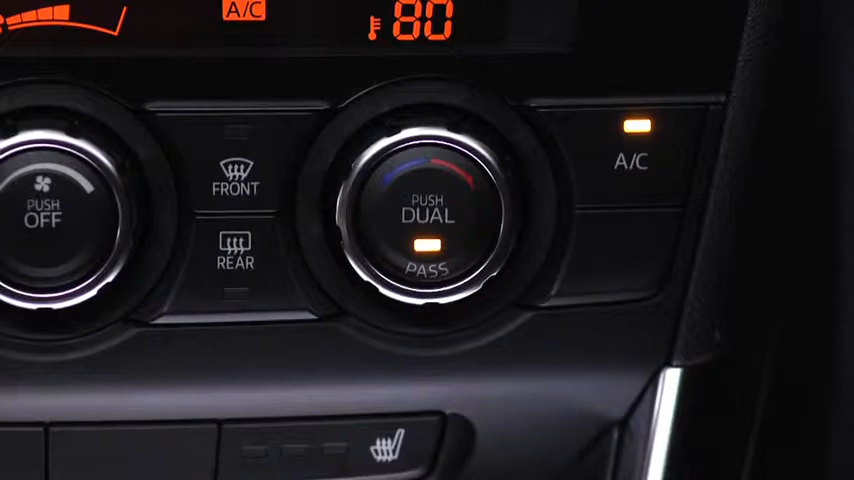 A/C
80
FRONT
A/C
PUSH
OFF
PUSH
DUAL
REAR
PASS